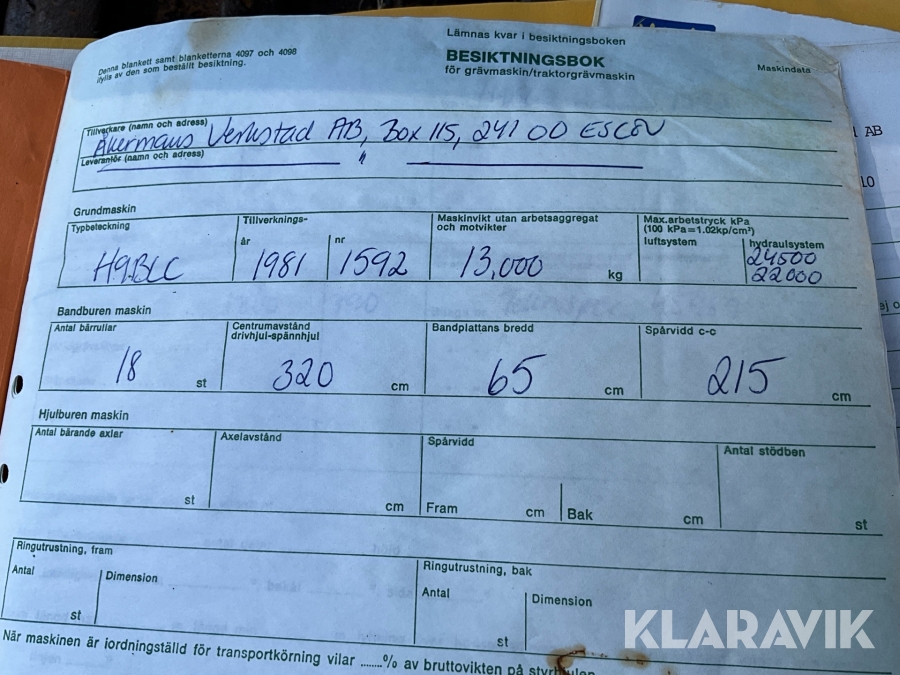 Denna blankett samt blanketterna 4097 och 4098
ifylls av den som beställt besiktning.
Lämnas kvar i besiktningsboken
BESIKTNINGSBOK
för grävmaskin/traktorgrävmaskin
Maskindata
Tillverkare (namn och adress)
Åkermans Verkstad AB, Box 115, 241 00 ESLÖV
Leverantör (namn och adress)
"
Grundmaskin
Typbeteckning
H9.BLC
Tillverknings-
år
1981
nr
1592
Maskinvikt utan arbetsaggregat
och motvikter
13,000
kg
Max.arbetstryck kPa
(100 kPa=1.02kp/cm²)
luftsystem
hydraulsystem
24500
22000
Bandburen maskin
Antal bärrullar
18
st
Centrumavstånd
drivhjul-spännhjul
320
cm
Bandplattans bredd
65
cm
Spårvidd c-c
215
cm
Hjulburen maskin
Antal bärande axlar
st
Axelavstånd
cm
Spårvidd
Fram
cm
Bak
cm
Antal stödben
st
Ringutrustning, fram
Antal
st
Dimension
Ringutrustning, bak
Antal
st
Dimension
När maskinen är iordningställd för transportkörning vilar ........% av bruttovikten på
AB
10
KLARAVIK